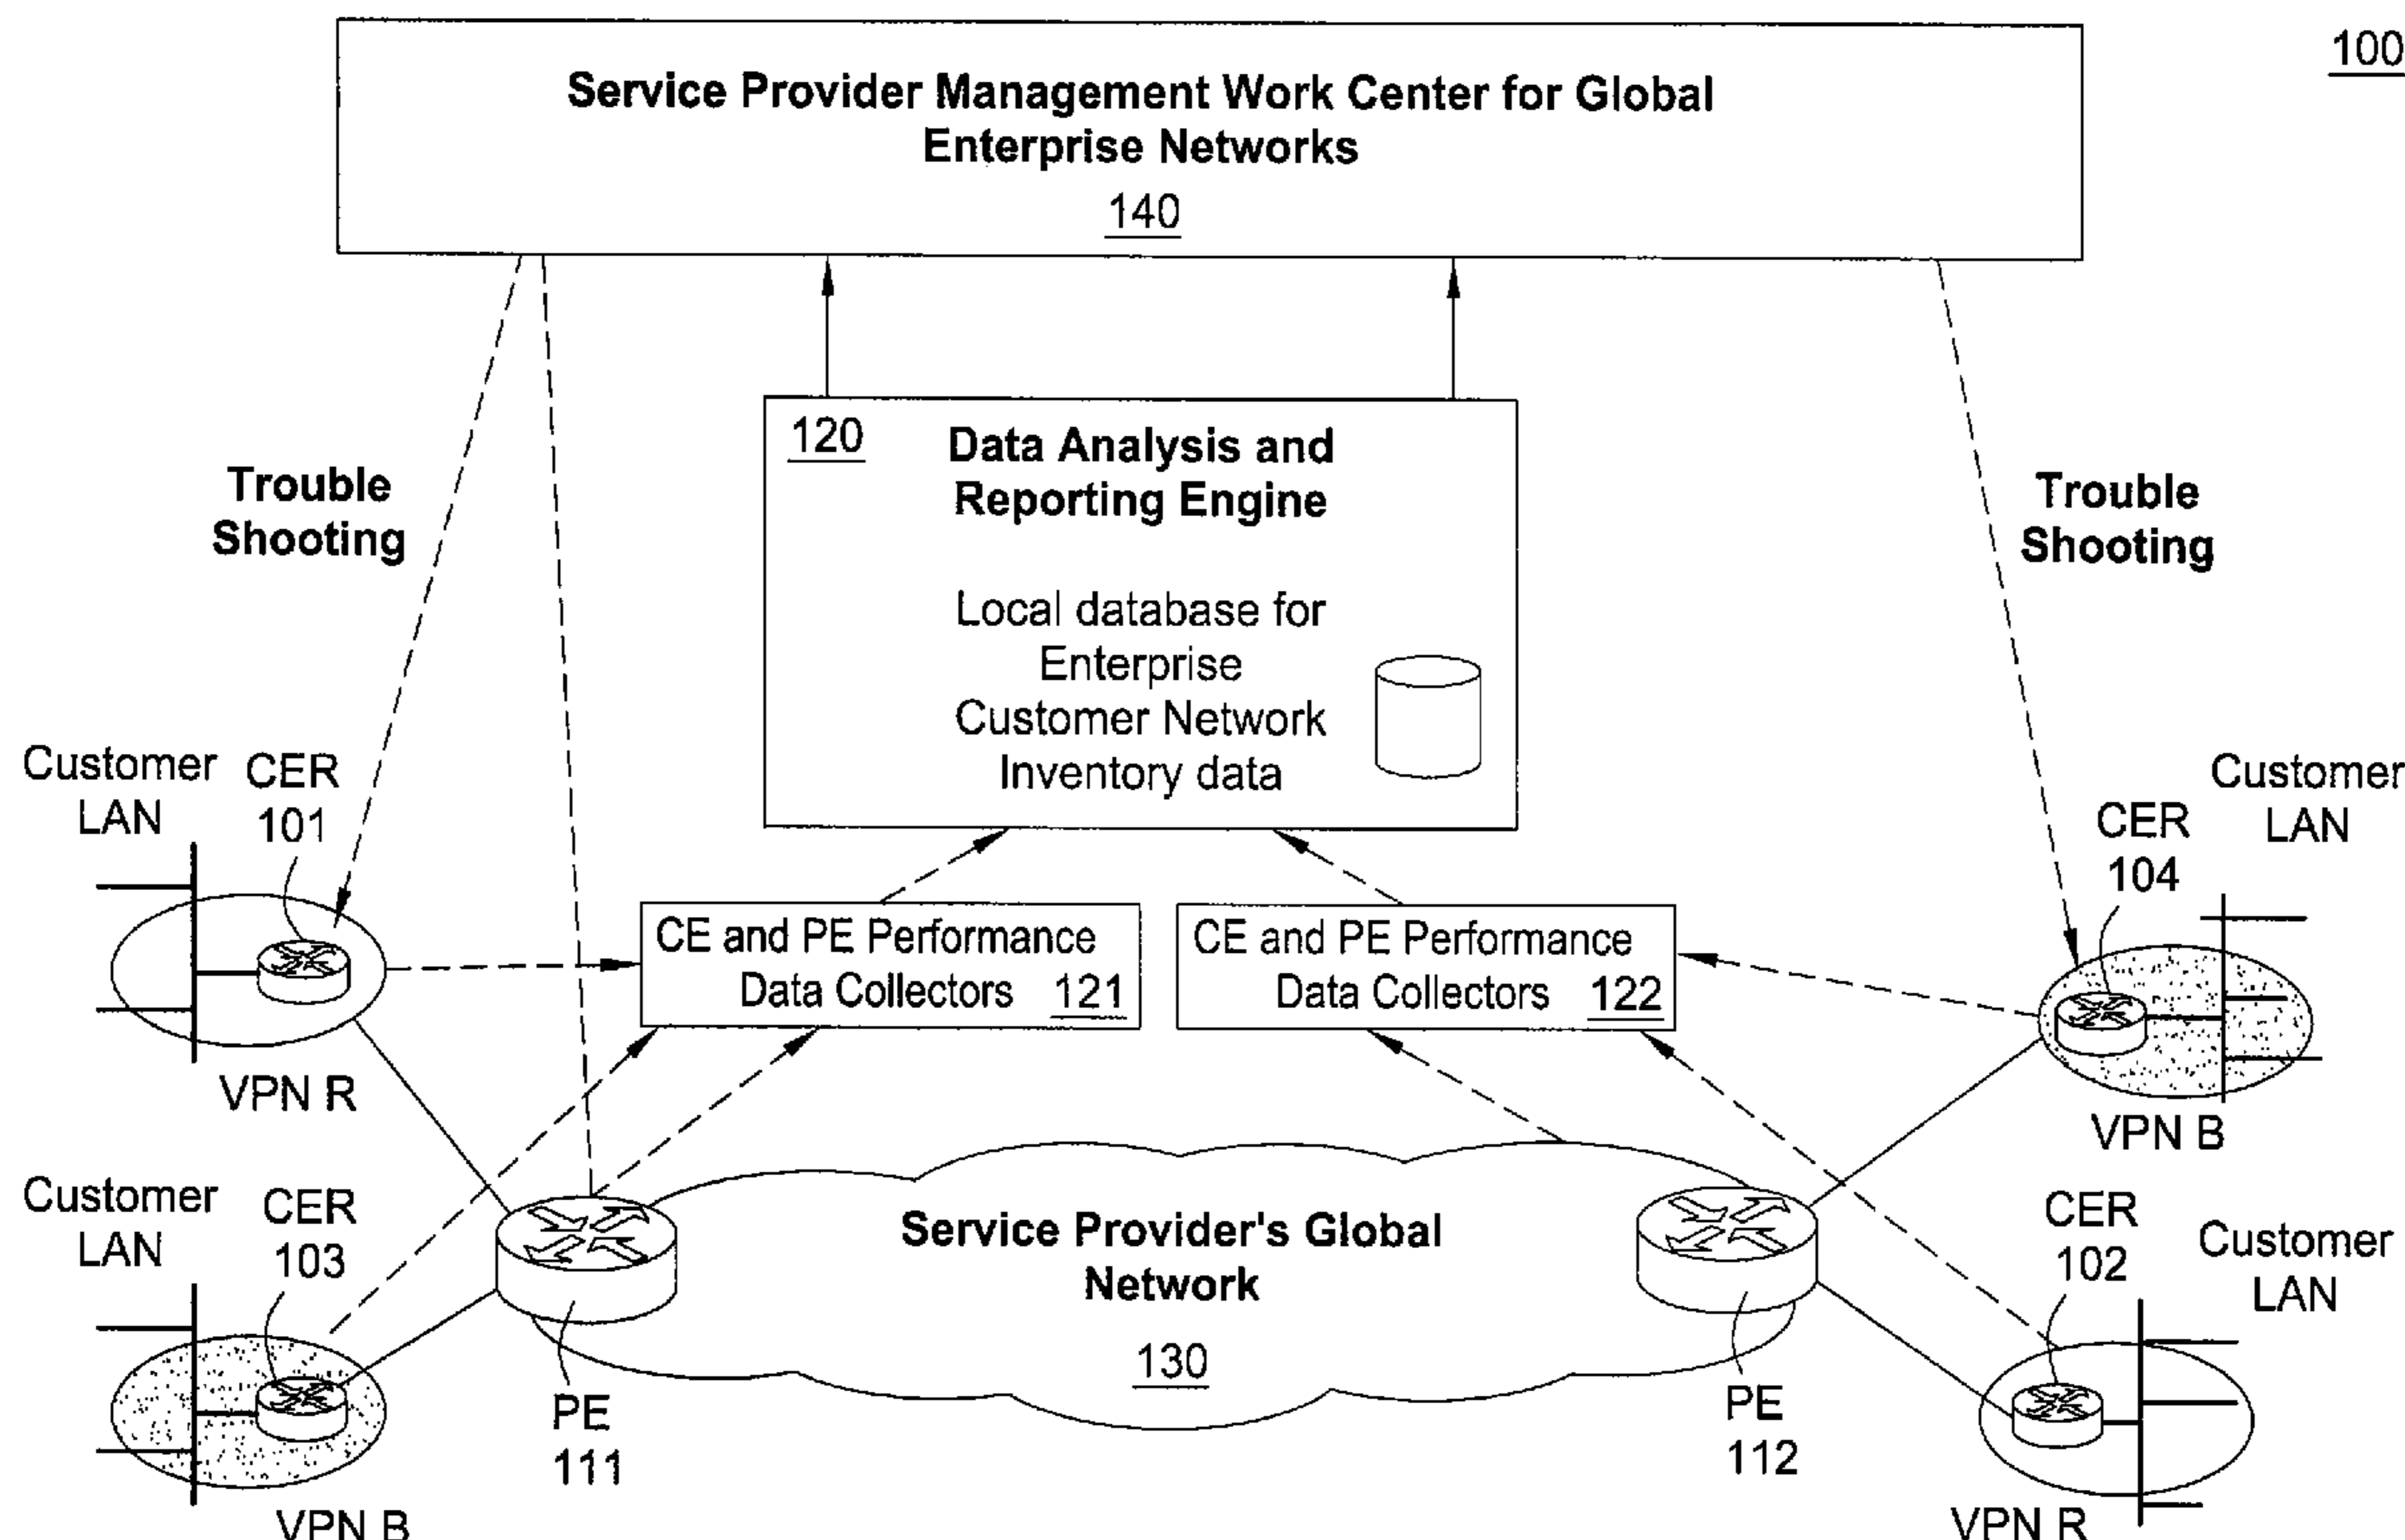 100
Service Provider Management Work Center for Global
Enterprise Networks
140
120
Data Analysis and
Reporting Engine
Local database for
Enterprise
Customer Network
Inventory data
Trouble
Shooting
Trouble
Shooting
Customer
LAN
CER
101
VPN R
Customer
LAN
CER
104
VPN B
CE and PE Performance
Data Collectors 121
CE and PE Performance
Data Collectors 122
Customer
LAN
CER
103
VPN B
Service Provider's Global
Network
130
PE
111
PE
112
CER
102
Customer
LAN
VPN R